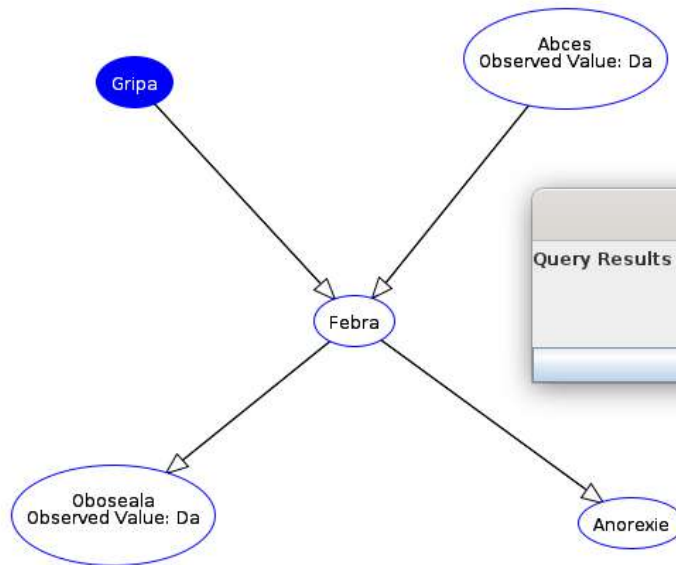 Abces
Observed Value: Da
Gripa
Query Results
Febra
Oboseala
Observed Value: Da
Anorexie